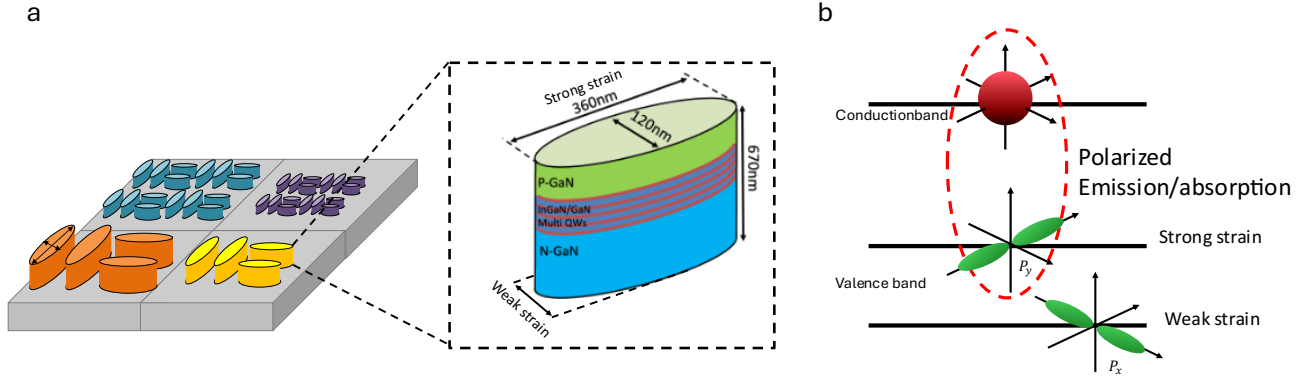 a
Strong strain
360nm
120nm
670nm
P-GaN
InGaN/GaN
Multi QWs
N-GaN
Weak strain
b
Conductionband
Polarized
Emission/absorption
Strong strain
P_y
Valence band
Weak strain
P_x